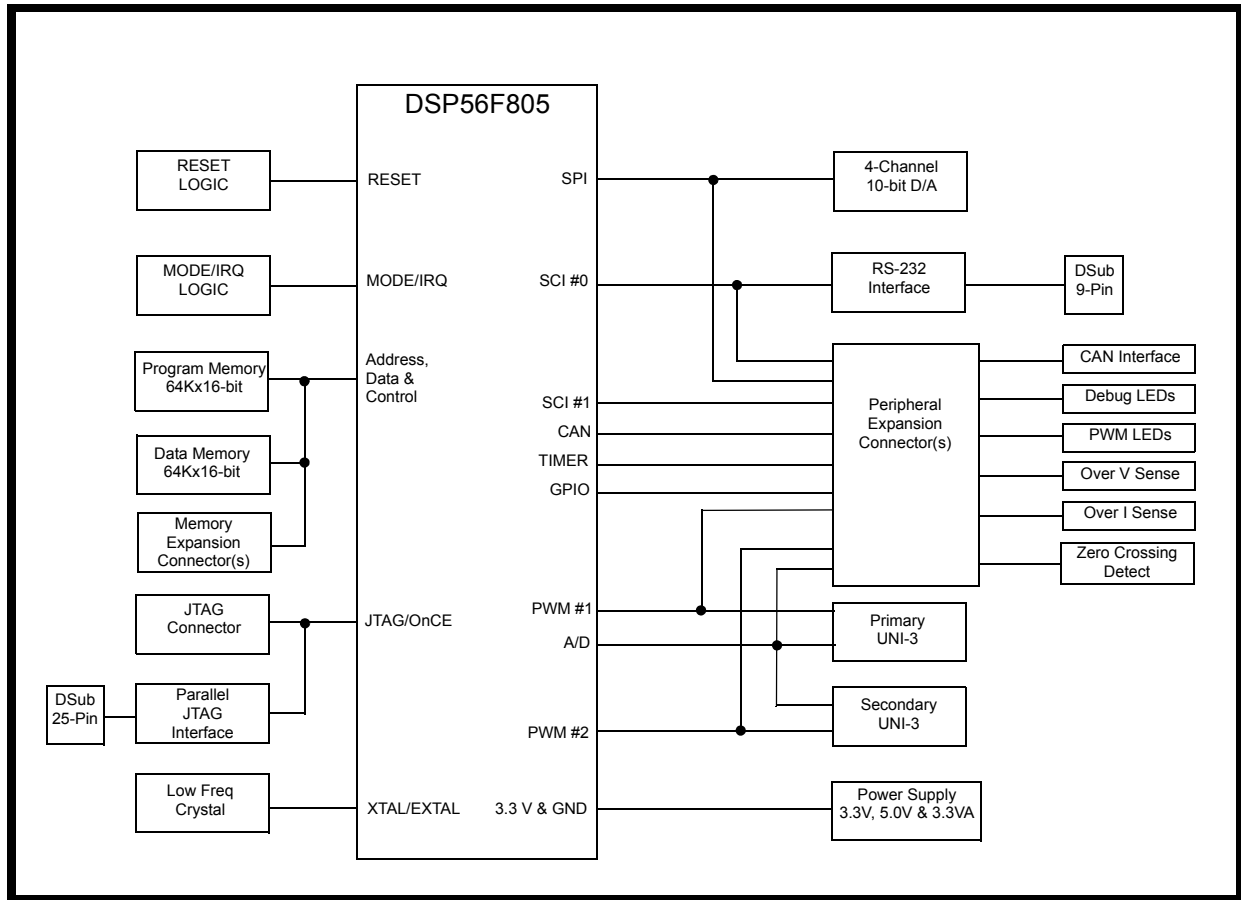 DSP56F805
RESET
LOGIC
MODE/IRQ
LOGIC
Program Memory
64Kx16-bit
Data Memory
64Kx16-bit
Memory
Expansion
Connector(s)
JTAG
Connector
DSub
25-Pin
Parallel
JTAG
Interface
Low Freq
Crystal
RESET
MODE/IRQ
Address,
Data &
Control
JTAG/OnCE
XTAL/EXTAL
SPI
SCI #0
SCI #1
CAN
TIMER
GPIO
PWM #1
A/D
PWM #2
3.3 V & GND
4-Channel
10-bit D/A
RS-232
Interface
DSub
9-Pin
Peripheral
Expansion
Connector(s)
CAN Interface
Debug LEDs
PWM LEDs
Over V Sense
Over I Sense
Zero Crossing
Detect
Primary
UNI-3
Secondary
UNI-3
Power Supply
3.3V, 5.0V & 3.3VA